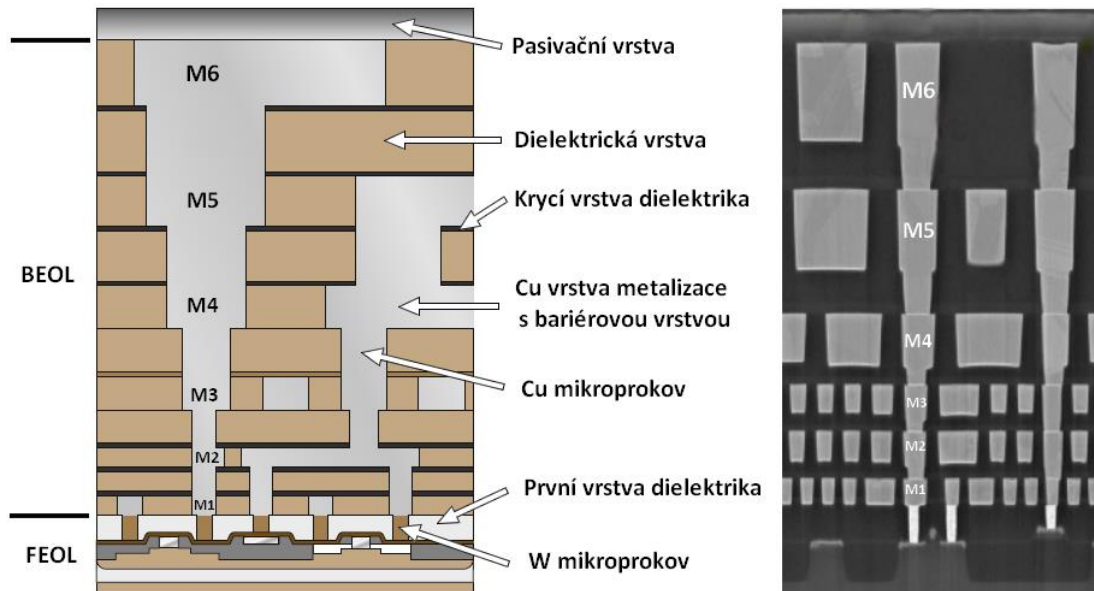 Pasivační vrstva
M6
M6
Dielektrická vrstva
M5
Krycí vrstva dielektrika
M5
BEOL
Cu vrstva metalizace
s bariérovou vrstvou
M4
M4
Cu mikroprokov
M3
M3
M2
M2
První vrstva dielektrika
M1
M1
FEOL
W mikroprokov